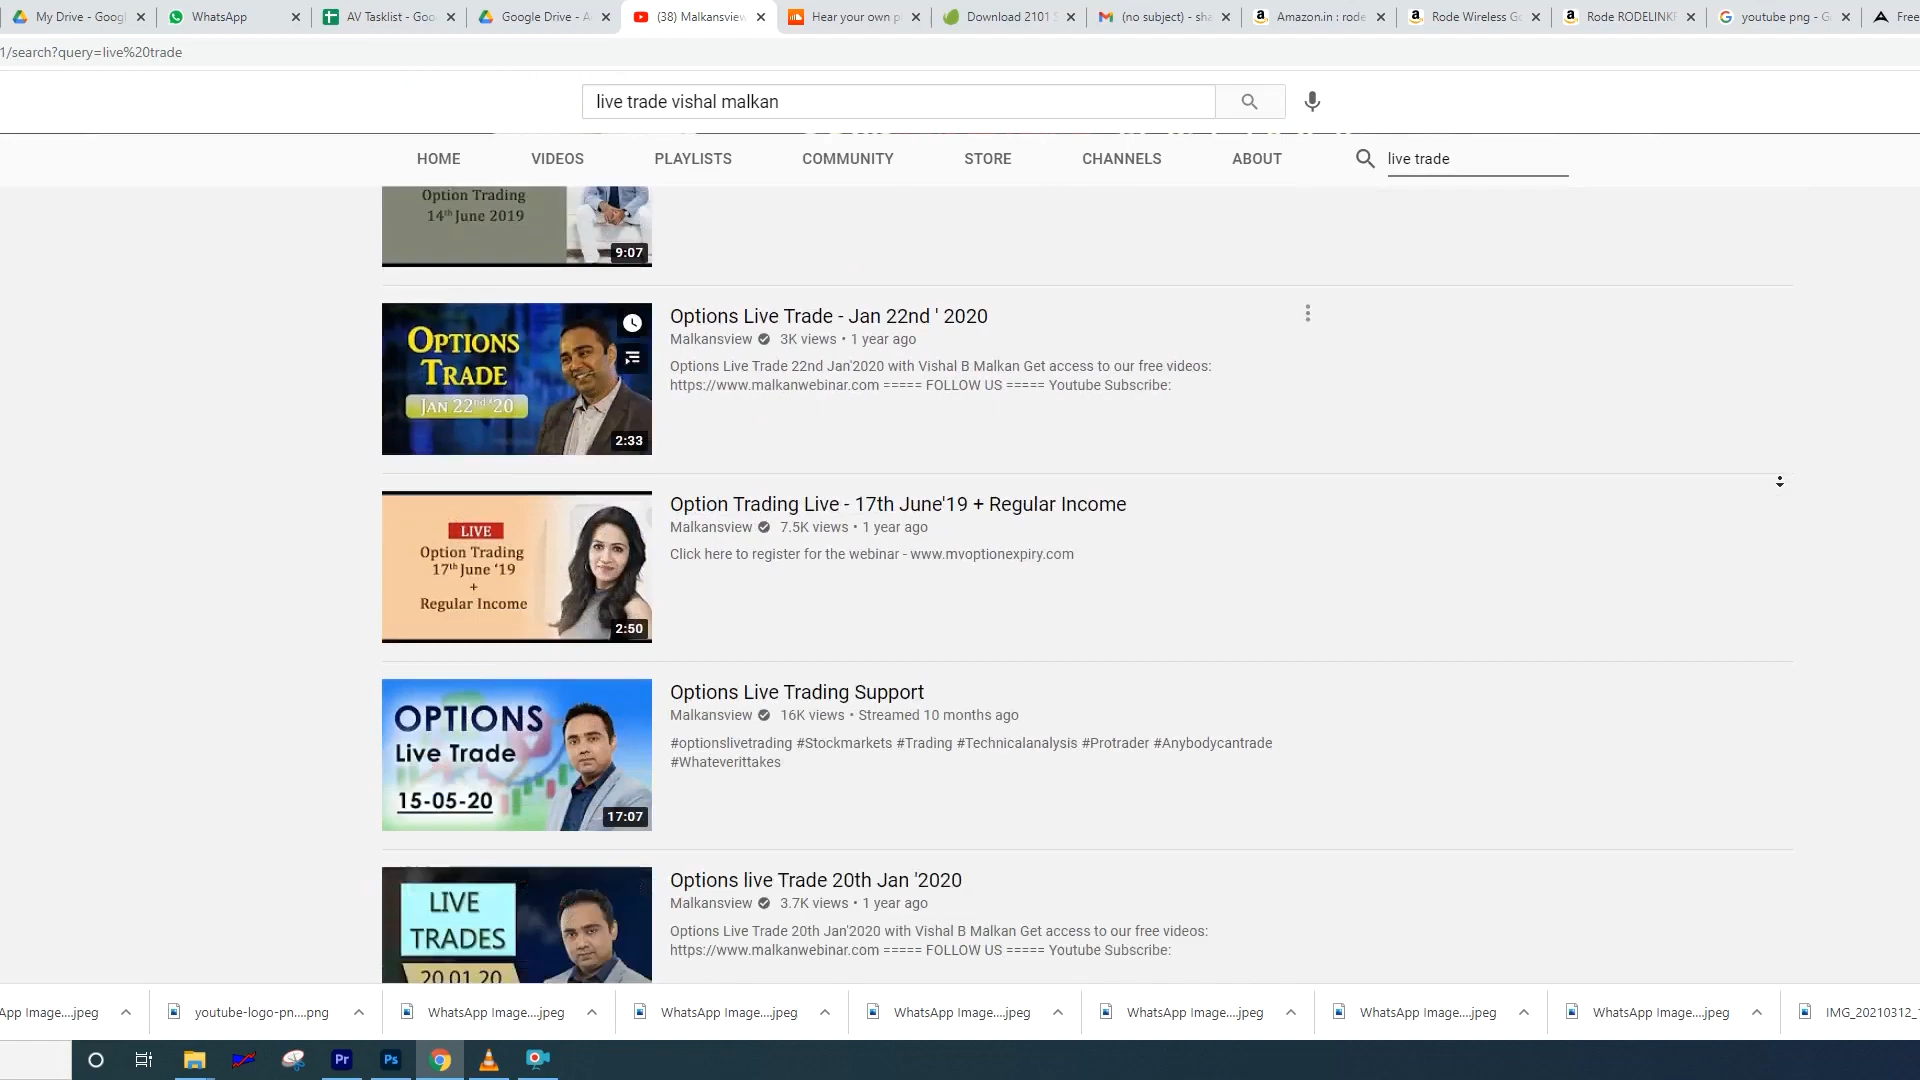 My Drive - Googl
WhatsApp
AV Tasklist - Goo
Google Drive - A
(38) Malkansview
Hear your own p
Download 2101 S
(no subject) - sha
Amazon.in : rode
Rode Wireless Go
Rode RODELINKF
youtube png - G
Free
1/search?query=live%20trade
live trade vishal malkan
HOME
VIDEOS
PLAYLISTS
COMMUNITY
STORE
CHANNELS
ABOUT
live trade
Option Trading
14th June 2019
9:07
OPTIONS
TRADE
JAN 22nd '20
2:33
Options Live Trade - Jan 22nd ' 2020
Malkansview 3K views • 1 year ago
Options Live Trade 22nd Jan'2020 with Vishal B Malkan Get access to our free videos:
https://www.malkanwebinar.com ===== FOLLOW US ===== Youtube Subscribe:
LIVE
Option Trading
17th June '19
+
Regular Income
2:50
Option Trading Live - 17th June'19 + Regular Income
Malkansview 7.5K views • 1 year ago
Click here to register for the webinar - www.mvoptionexpiry.com
OPTIONS
Live Trade
15-05-20
17:07
Options Live Trading Support
Malkansview 16K views • Streamed 10 months ago
#optionslivetrading #Stockmarkets #Trading #Technicalanalysis #Protrader #Anybodycantrade
#Whateverittakes
LIVE
TRADES
20.01.20
Options live Trade 20th Jan '2020
Malkansview 3.7K views • 1 year ago
Options Live Trade 20th Jan'2020 with Vishal B Malkan Get access to our free videos:
https://www.malkanwebinar.com ===== FOLLOW US ===== Youtube Subscribe:
App Image....jpeg
youtube-logo-pn....png
WhatsApp Image....jpeg
WhatsApp Image....jpeg
WhatsApp Image....jpeg
WhatsApp Image....jpeg
WhatsApp Image....jpeg
WhatsApp Image....jpeg
IMG_20210312_1
Pr
Ps